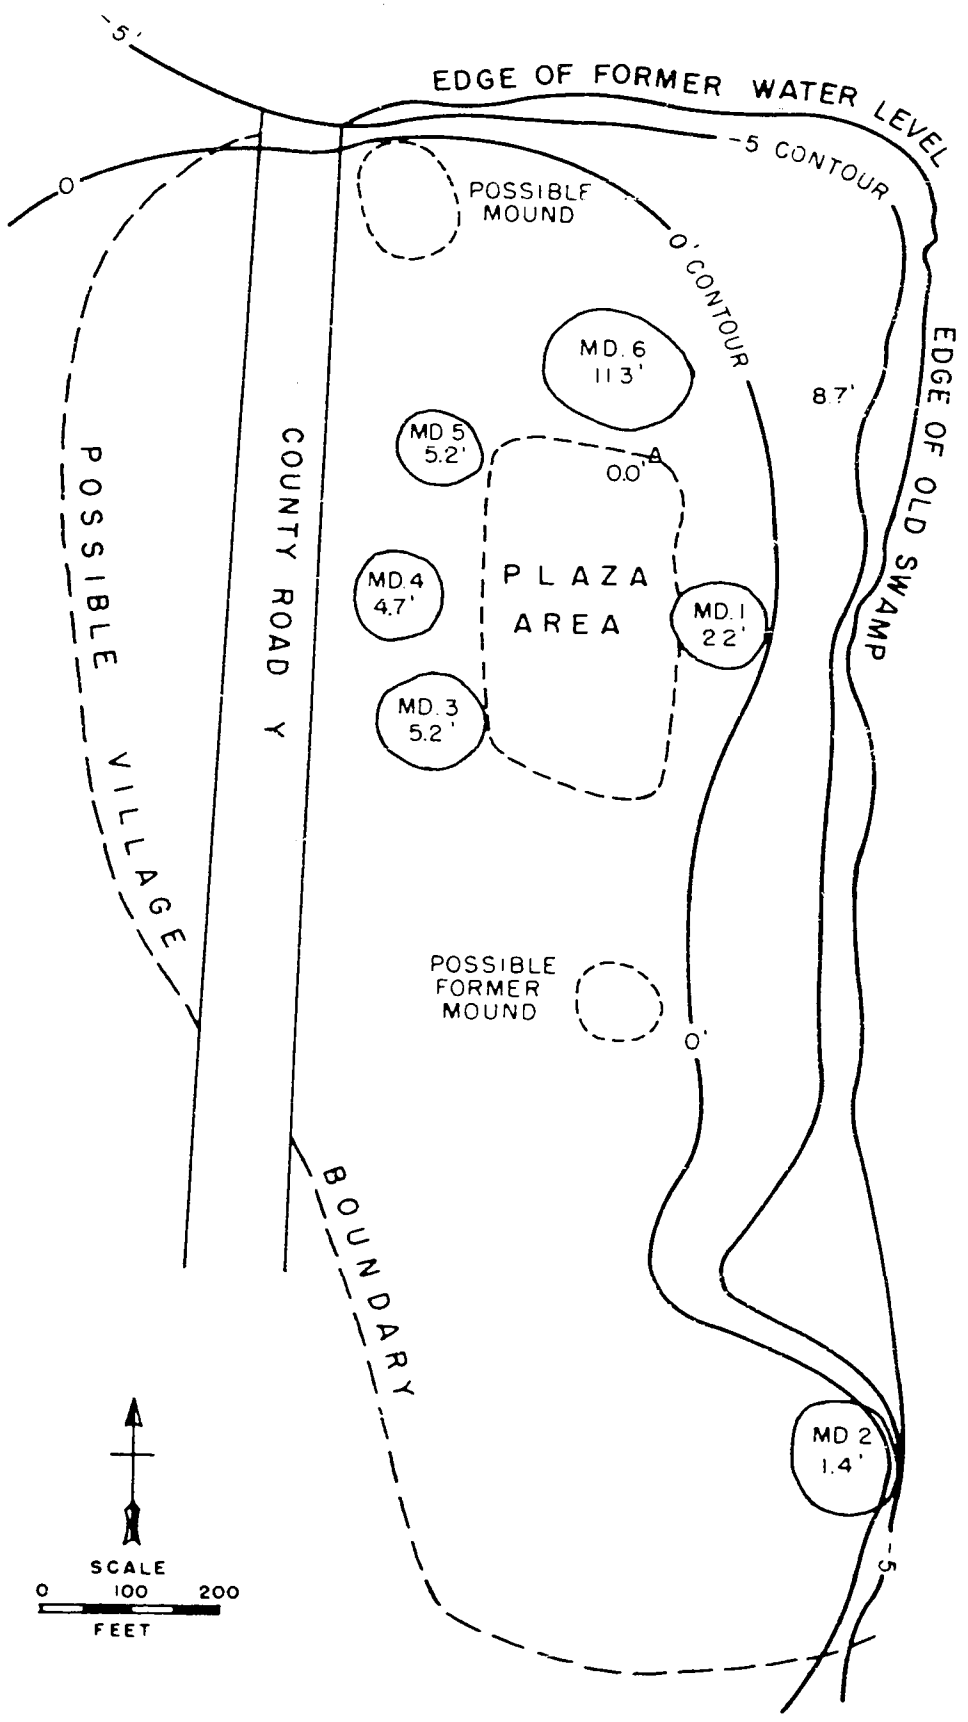 -5'
EDGE OF FORMER WATER LEVEL
-5 CONTOUR
0
POSSIBLE
MOUND
0' CONTOUR
MD. 6
11 3'
8.7'
EDGE OF OLD SWAMP
MD 5
5.2'
0.0'
POSSIBLE VILLAGE
COUNTY ROAD Y
PLAZA
AREA
MD. 4
4.7'
MD. 1
2 2'
MD. 3
5.2'
POSSIBLE
FORMER
MOUND
0'
BOUNDARY
MD 2
1.4'
-5
SCALE
0 100 200
FEET